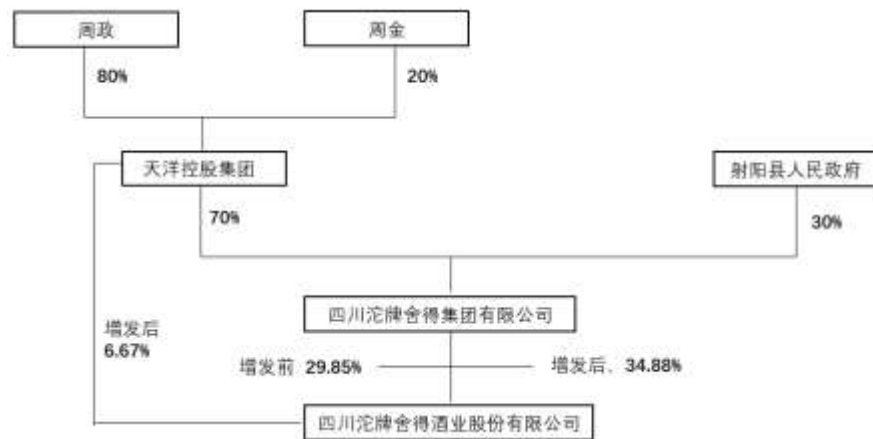 周政
周金
80%
20%
天洋控股集团
射阳县人民政府
70%
30%
四川沱牌舍得集团有限公司
增发后
6.67%
增发前 29.85%
增发后、34.88%
四川沱牌舍得酒业股份有限公司